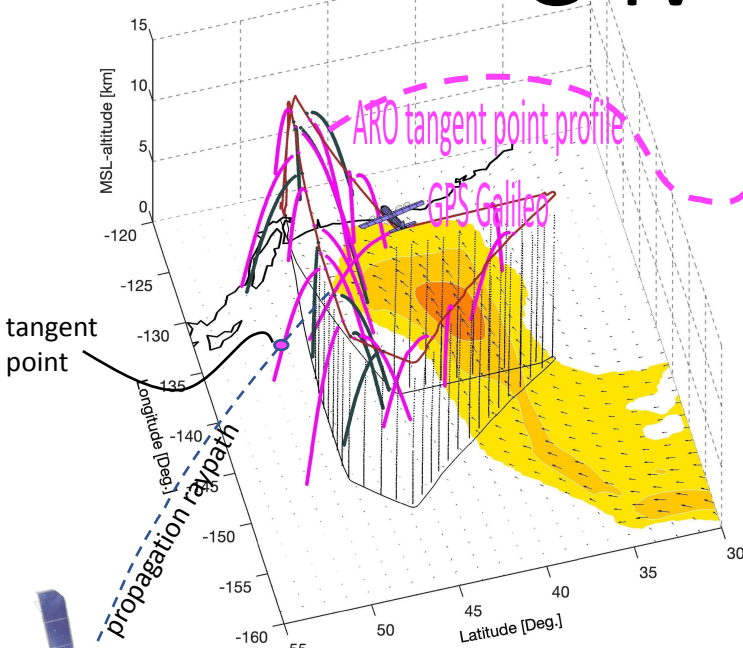 15
10
5
0
MSL-altitude [km]
ARO tangent point profile
GPS Galileo
-120
-125
-130
-135
-140
-145
-150
-155
-160
Longitude [Deg.]
tangent
point
propagation raypath
55
50
45
40
35
30
Latitude [Deg.]